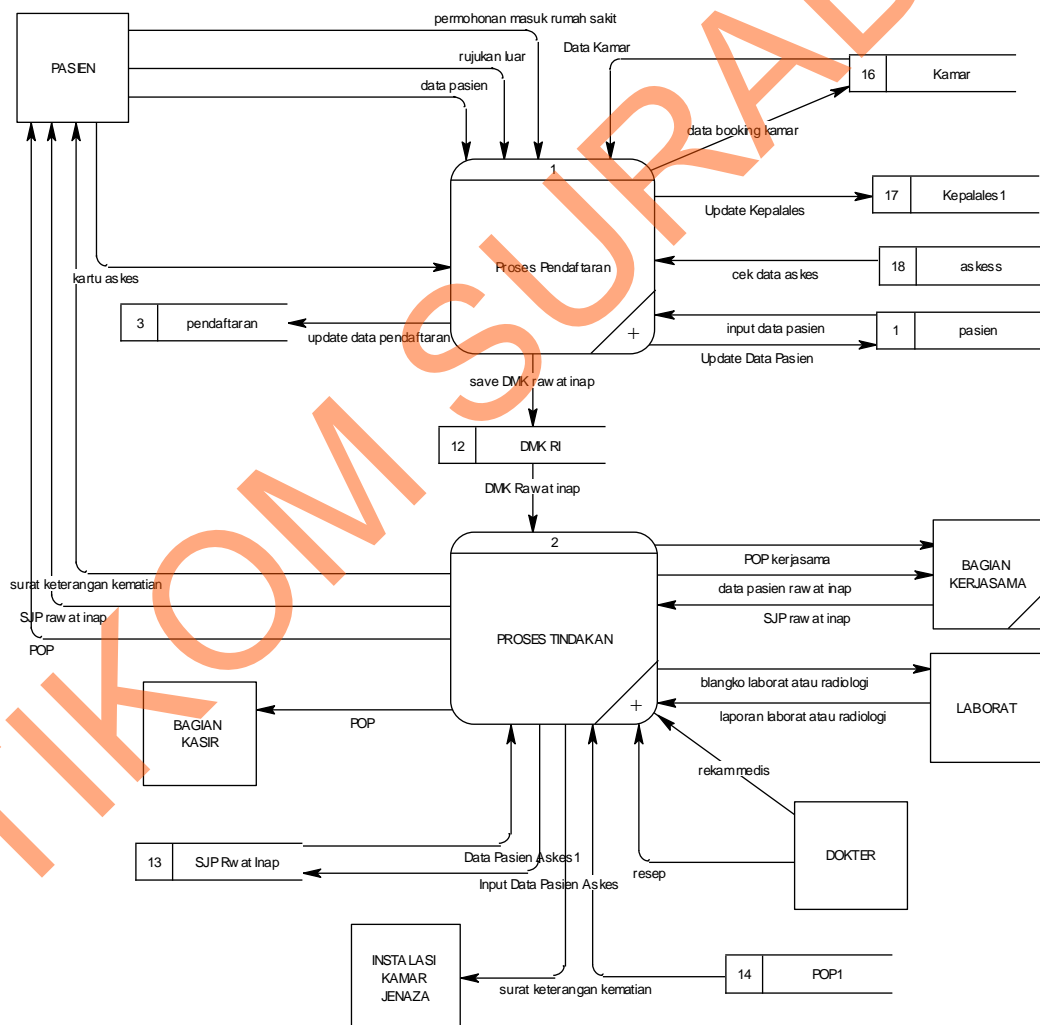 permohonan masuk rumah sakit
PASIEN
rujukan luar
data pasien
Data Kamar
16 Kamar
data booking kamar
1
17 Kepalales1
Update Kepalales
Proses Pendaftaran
kartu askes
18 askess
cek data askes
3 pendaftaran
update data pendaftaran
+
input data pasien
1 pasien
Update Data Pasien
save DMK rawat inap
12 DMK RI
DMK Rawat inap
2
POP kerjasama
BAGIAN
KERJASAMA
data pasien rawat inap
surat keterangan kematian
SJP rawat inap
SJP rawat inap
POP
PROSES TINDAKAN
blangko laborat atau radiologi
laporan laborat atau radiologi
LABORAT
+
BAGIAN
KASIR
POP
rekam medis
DOKTER
resep
13 SJP Rwat Inap
Data Pasien Askes1
Input Data Pasien Askes
INSTALASI
KAMAR
JENAZA
surat keterangan kematian
14 POP1
TIKOM SURAB